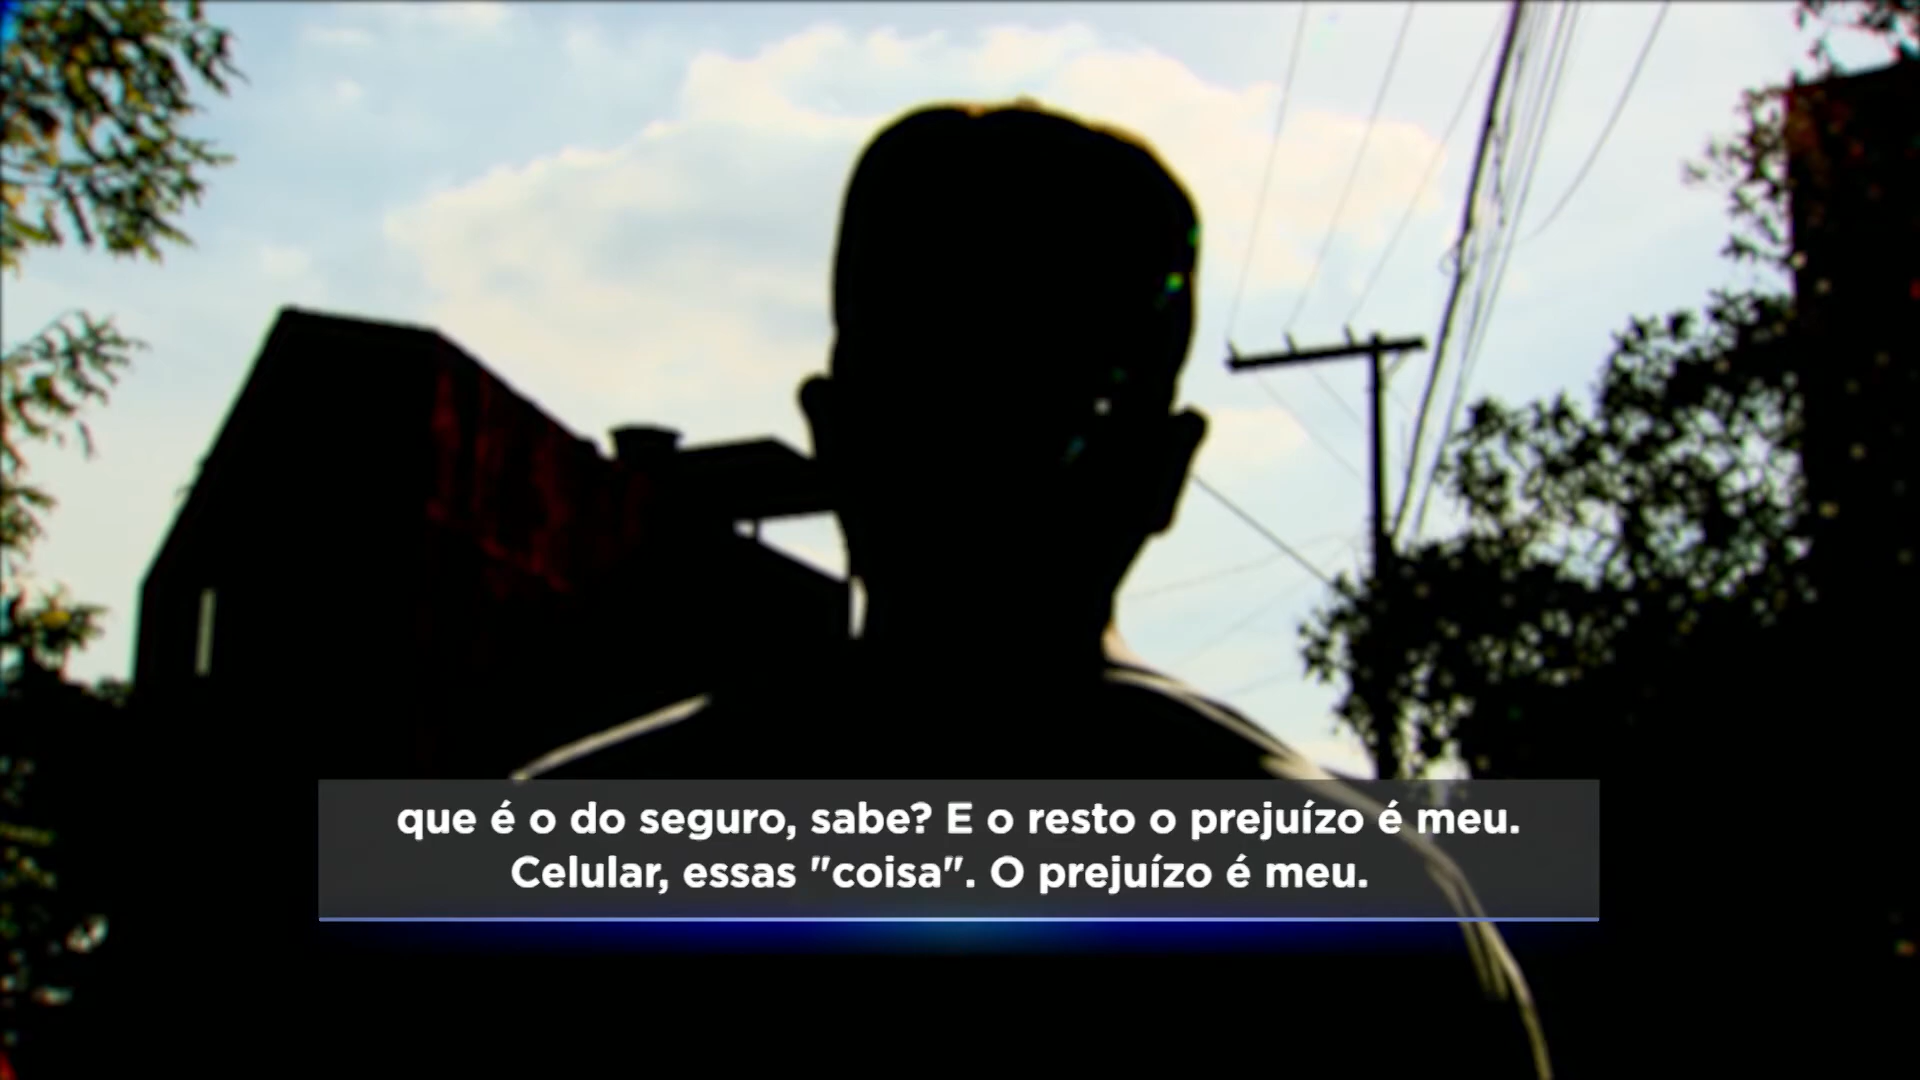 que é o do seguro, sabe? E o resto o prejuízo é meu.
Celular, essas "coisa". O prejuízo é meu.